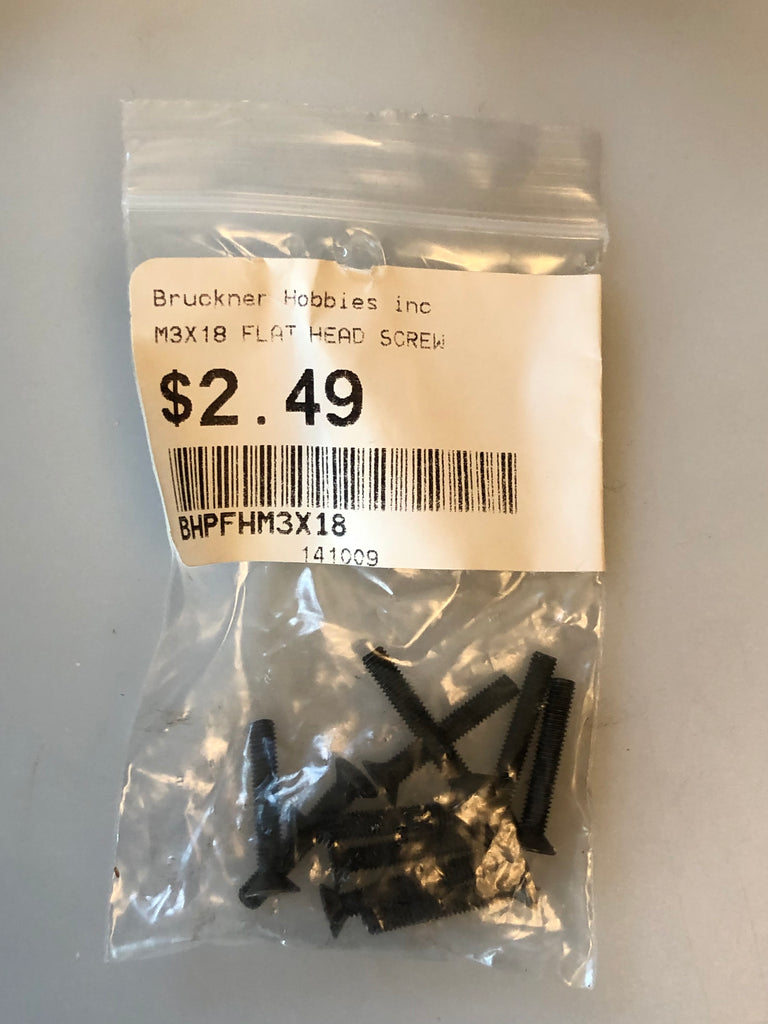 Bruckner Hobbies inc
M3X18 FLAT HEAD SCREW
$2.49
BHPFHM3X18
141009